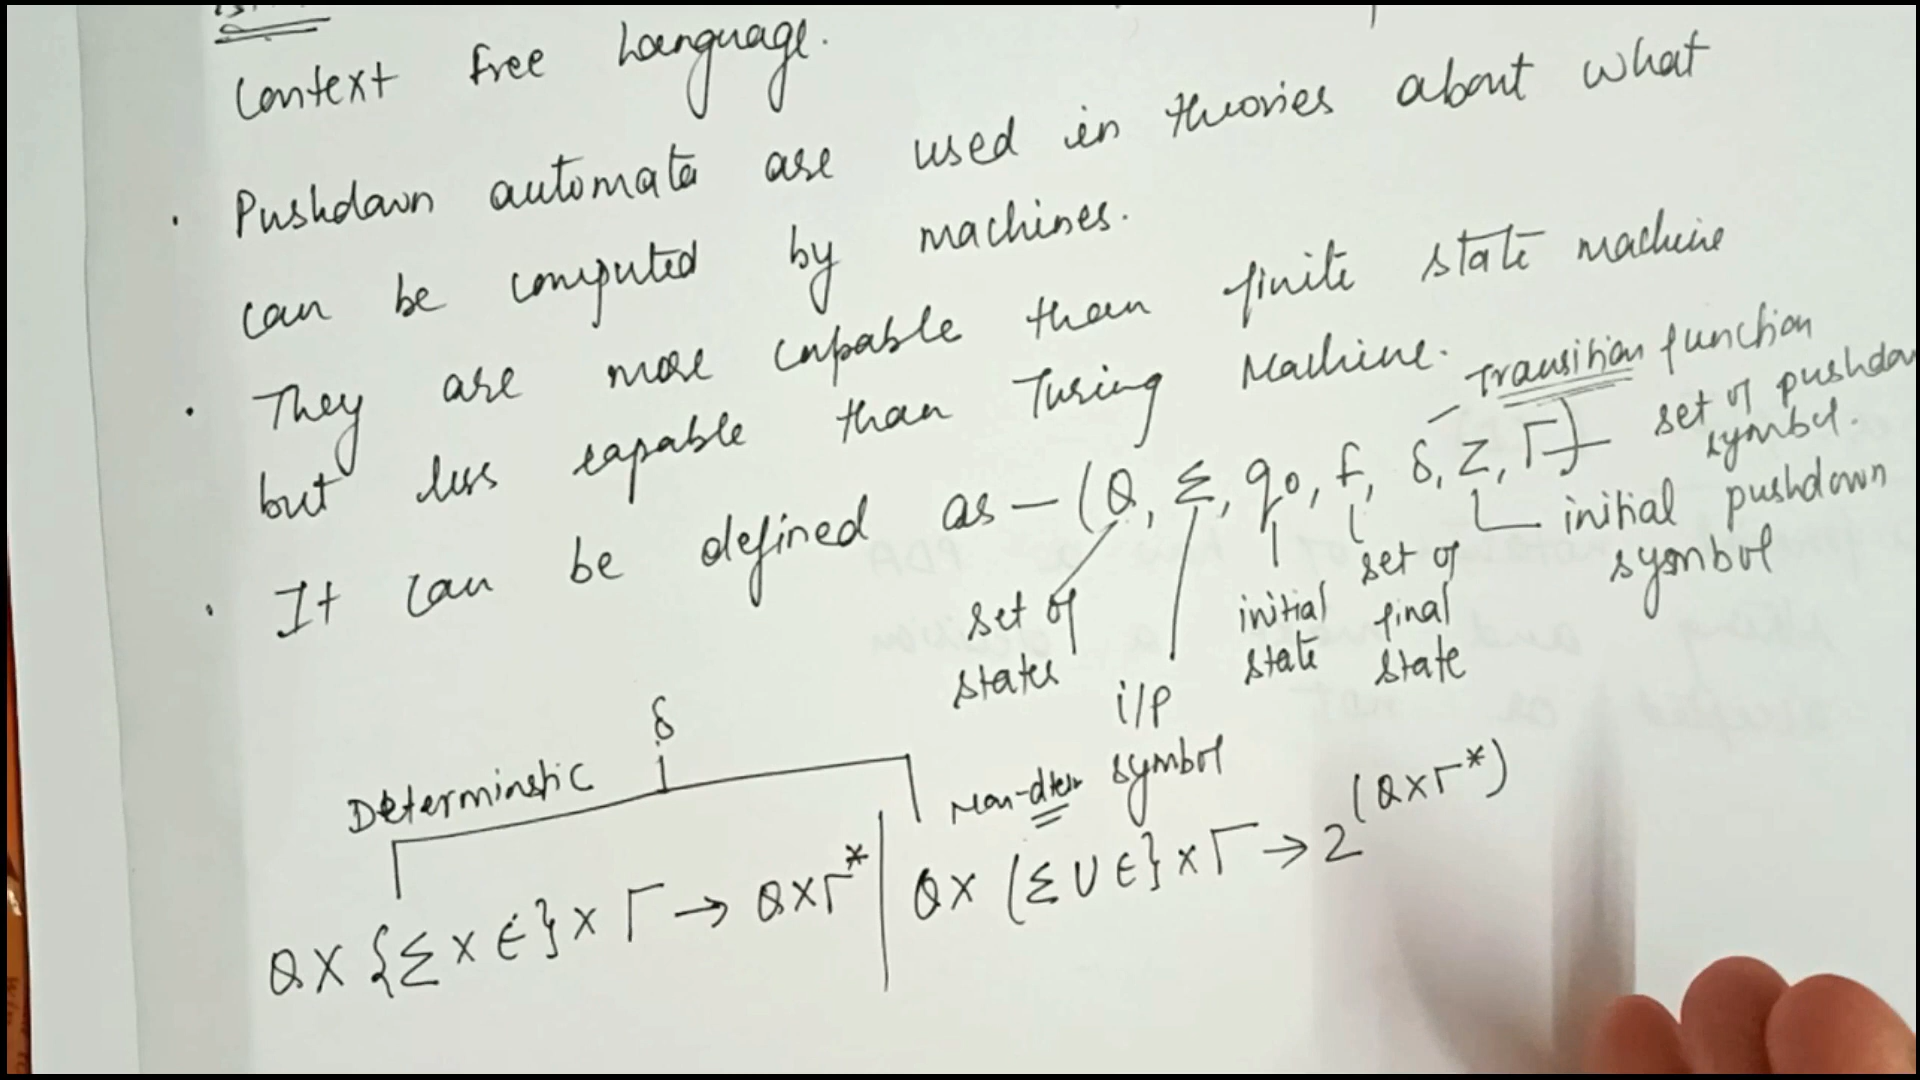 Context free Language.
• Pushdown automata are used in theories about what
can be computed by machines.
• They are more capable than finite state machine
but less capable than Turing Machine.
• It can be defined as – (Q, Σ, q0, f, δ, Z, Γ}
Transition function
set of pushdow
symbol.
initial pushdown
symbol
set of
states
i/p
symbol
initial
state
set of
final
state
δ
Determinstic
Non-deter
Q X {Σ X ϵ} X Γ → Q X Γ*
Q X (Σ U ϵ} X Γ → 2^(Q X Γ*)